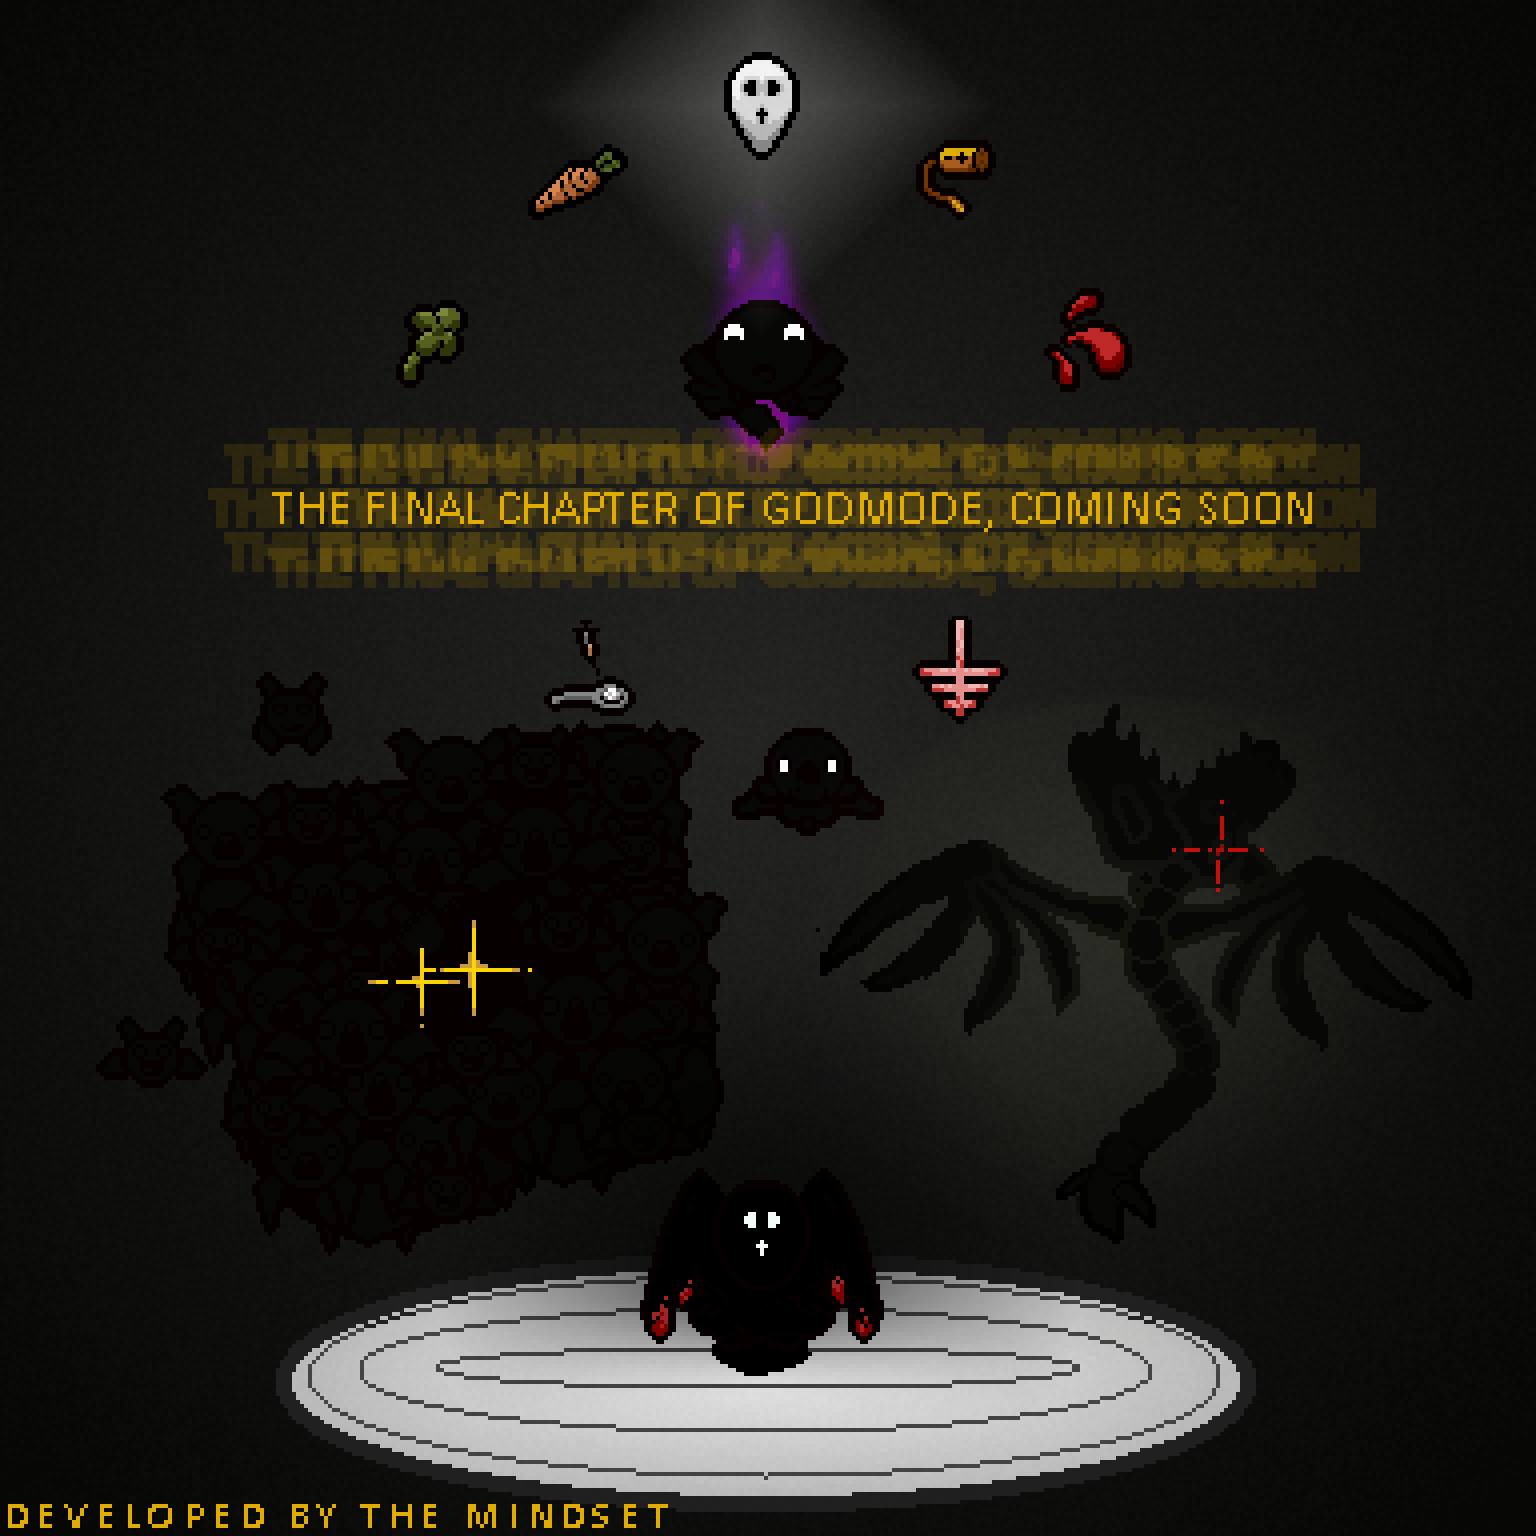 THE FINAL CHAPTER OF GODMODE, COMING SOON
DEVELOPED BY THE MINDSET